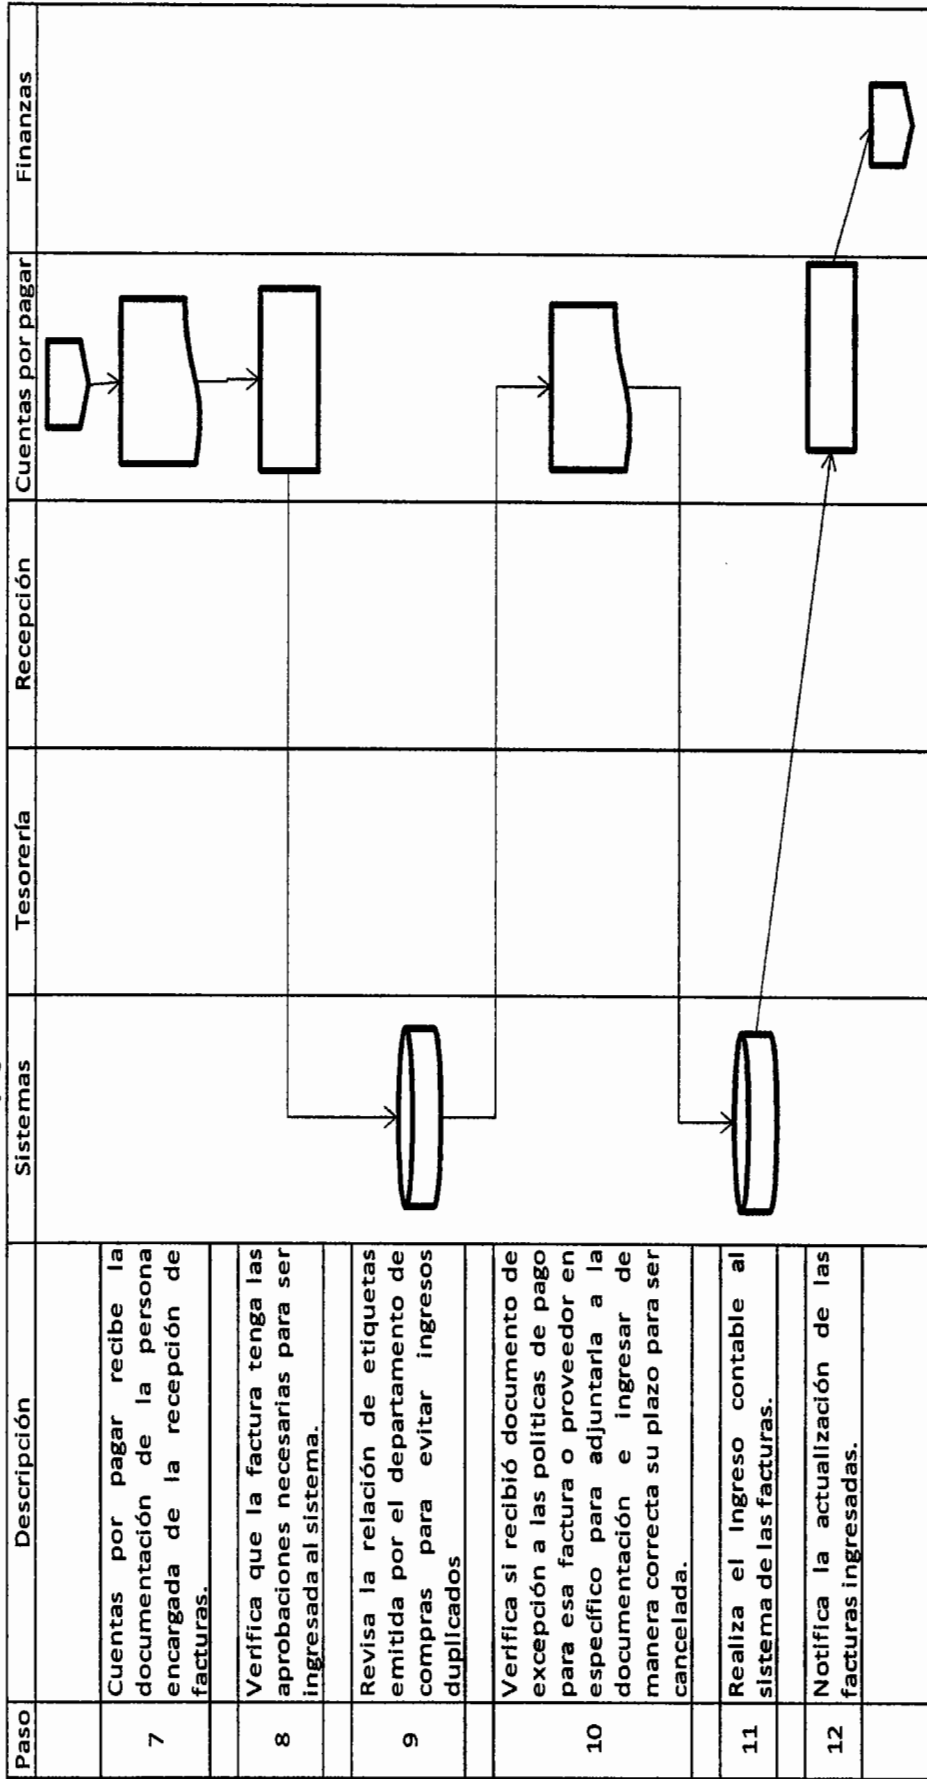 Paso Descripción Sistemas Tesorería Recepción Cuentas por pagar Finanzas
7
Cuentas por pagar recibe la
documentación de la persona
encargada de la recepción de
facturas.
8
Verifica que la factura tenga las
aprobaciones necesarias para ser
ingresada al sistema.
9
Revisa la relación de etiquetas
emitida por el departamento de
compras para evitar ingresos
duplicados
10
Verifica si recibió documento de
excepción a las políticas de pago
para esa factura o proveedor en
específico para adjuntarla a la
documentación e ingresar de
manera correcta su plazo para ser
cancelada.
11
Realiza el Ingreso contable al
sistema de las facturas.
12
Notifica la actualización de las
facturas ingresadas.